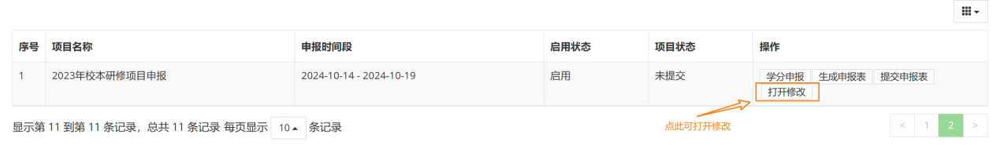 序号 项目名称 申报时间段 启用状态 项目状态 操作
1 2023年校本研修项目申报 2024-10-14 - 2024-10-19 启用 未提交 学分申报 生成申报表 提交申报表
打开修改
显示第 11 到第 11 条记录，总共 11 条记录 每页显示 10 条记录 点此可打开修改 < 1 2 >